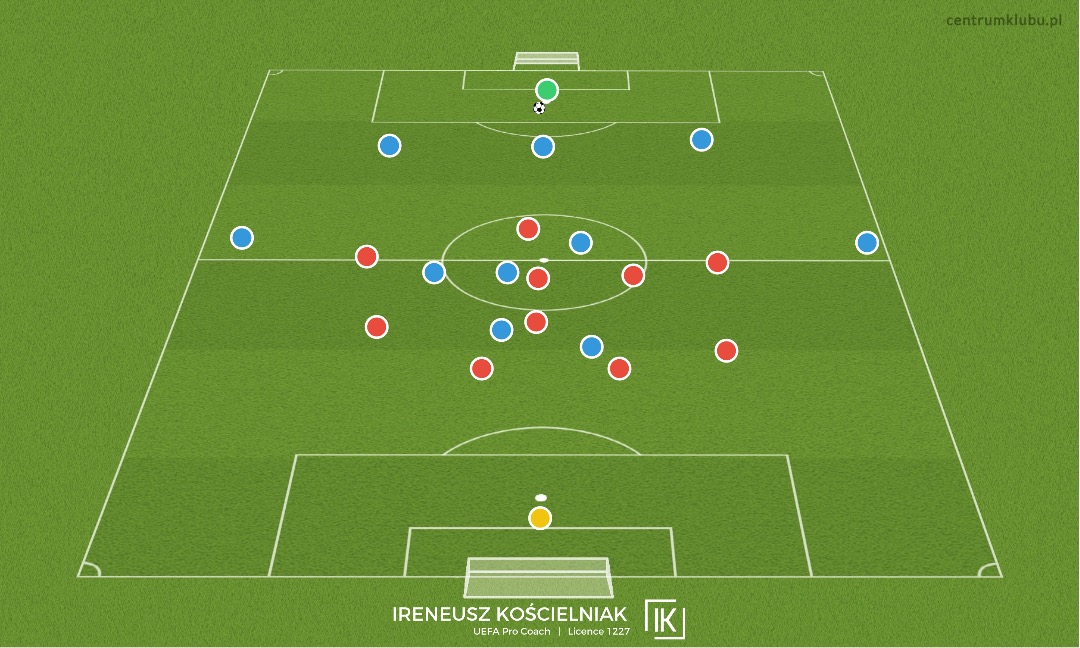 centrumklubu.pl
IRENEUSZ KOŚCIELNIAK
UEFA Pro Coach | Licence 1227
IK